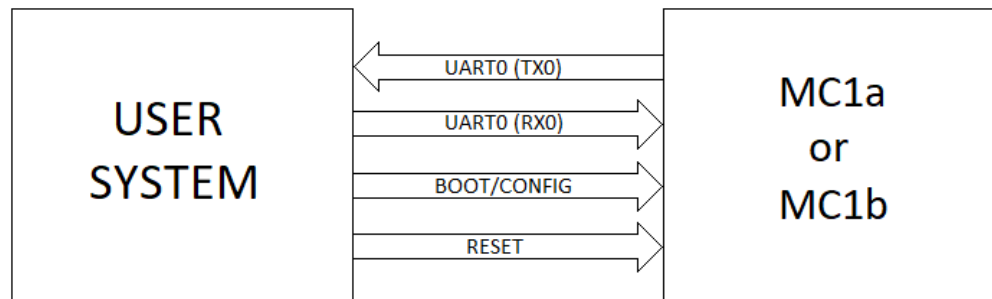 USER
SYSTEM
UART0 (TX0)
UART0 (RX0)
BOOT/CONFIG
RESET
MC1a
or
MC1b